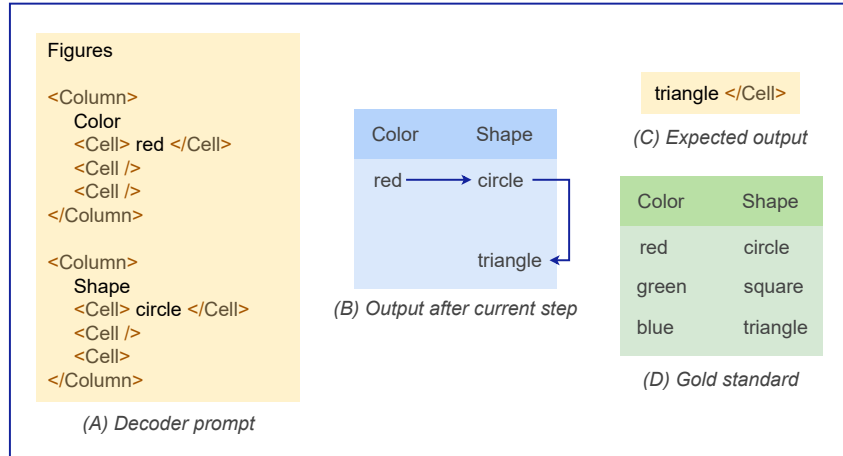 Figures
<Column>
Color
<Cell> red </Cell>
<Cell />
<Cell />
</Column>
<Column>
Shape
<Cell> circle </Cell>
<Cell />
<Cell>
</Column>
(A) Decoder prompt
Color Shape
red circle
triangle
(B) Output after current step
triangle </Cell>
(C) Expected output
Color Shape
red circle
green square
blue triangle
(D) Gold standard